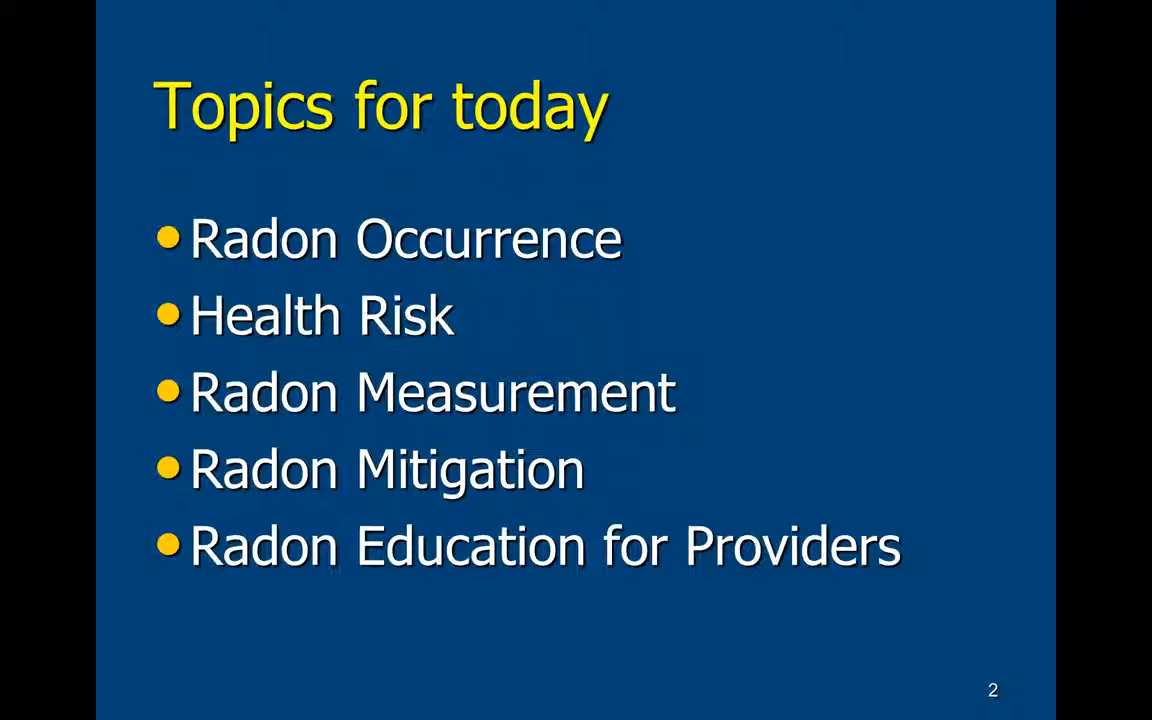 Topics for today
• Radon Occurrence
• Health Risk
• Radon Measurement
• Radon Mitigation
• Radon Education for Providers
2